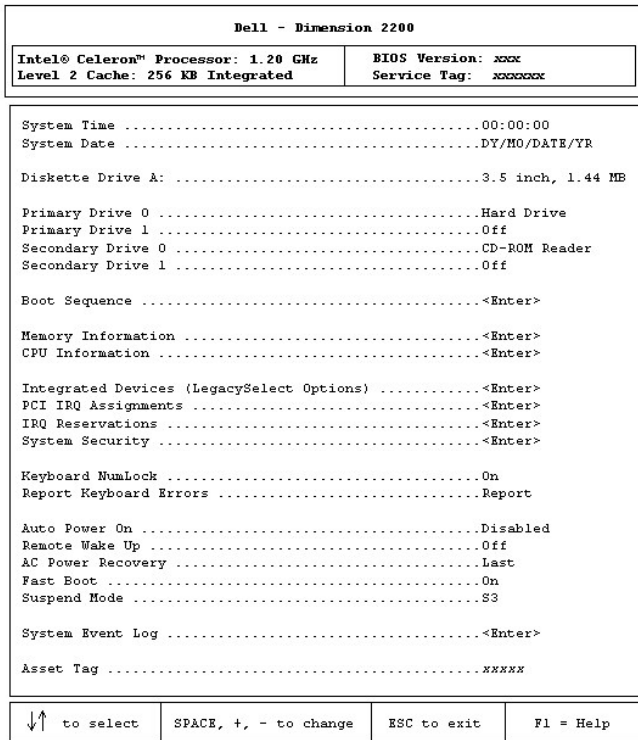 Dell - Dimension 2200
Intel® Celeron™ Processor: 1.20 GHz
Level 2 Cache: 256 KB Integrated
BIOS Version: xxx
Service Tag: xxxxxxx
System Time ..........................................00:00:00
System Date ..........................................DY/MO/DATE/YR
Diskette Drive A: ....................................3.5 inch, 1.44 MB
Primary Drive 0 ......................................Hard Drive
Primary Drive 1 ......................................Off
Secondary Drive 0 ....................................CD-ROM Reader
Secondary Drive 1 ....................................Off
Boot Sequence ........................................<Enter>
Memory Information ...................................<Enter>
CPU Information ......................................<Enter>
Integrated Devices (LegacySelect Options) ............<Enter>
PCI IRQ Assignments ..................................<Enter>
IRQ Reservations .....................................<Enter>
System Security ......................................<Enter>
Keyboard NumLock .....................................On
Report Keyboard Errors ...............................Report
Auto Power On ........................................Disabled
Remote Wake Up .......................................Off
AC Power Recovery ....................................Last
Fast Boot ............................................On
Suspend Mode .........................................S3
System Event Log .....................................<Enter>
Asset Tag ............................................xxxxx
↓↑ to select
SPACE, +, - to change
ESC to exit
F1 = Help